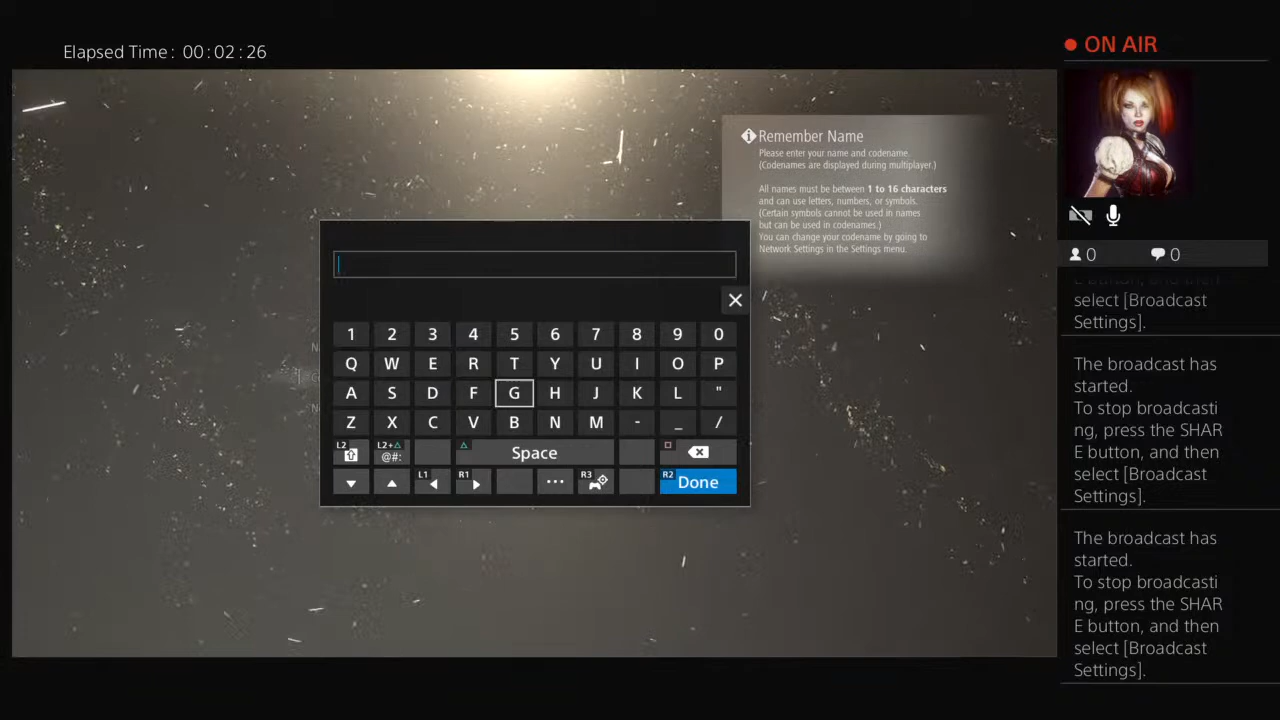 Elapsed Time: 00:02:26
ON AIR
Remember Name
Please enter your name and codename.
(Codenames are displayed during multiplayer.)
All names must be between 1 to 16 characters
and can use letters, numbers, or symbols.
(Certain symbols cannot be used in names
but can be used in codenames.)
You can change your codename by going to
Network Settings in the Settings menu.
1 2 3 4 5 6 7 8 9 0
Q W E R T Y U I O P
A S D F G H J K L "
Z X C V B N M - _ /
L2 L2+△ @#: △ Space □
L1 R1 ... R3 R2 Done
0 0
E button, and then
select [Broadcast
Settings].
The broadcast has
started.
To stop broadcasti
ng, press the SHAR
E button, and then
select [Broadcast
Settings].
The broadcast has
started.
To stop broadcasti
ng, press the SHAR
E button, and then
select [Broadcast
Settings].